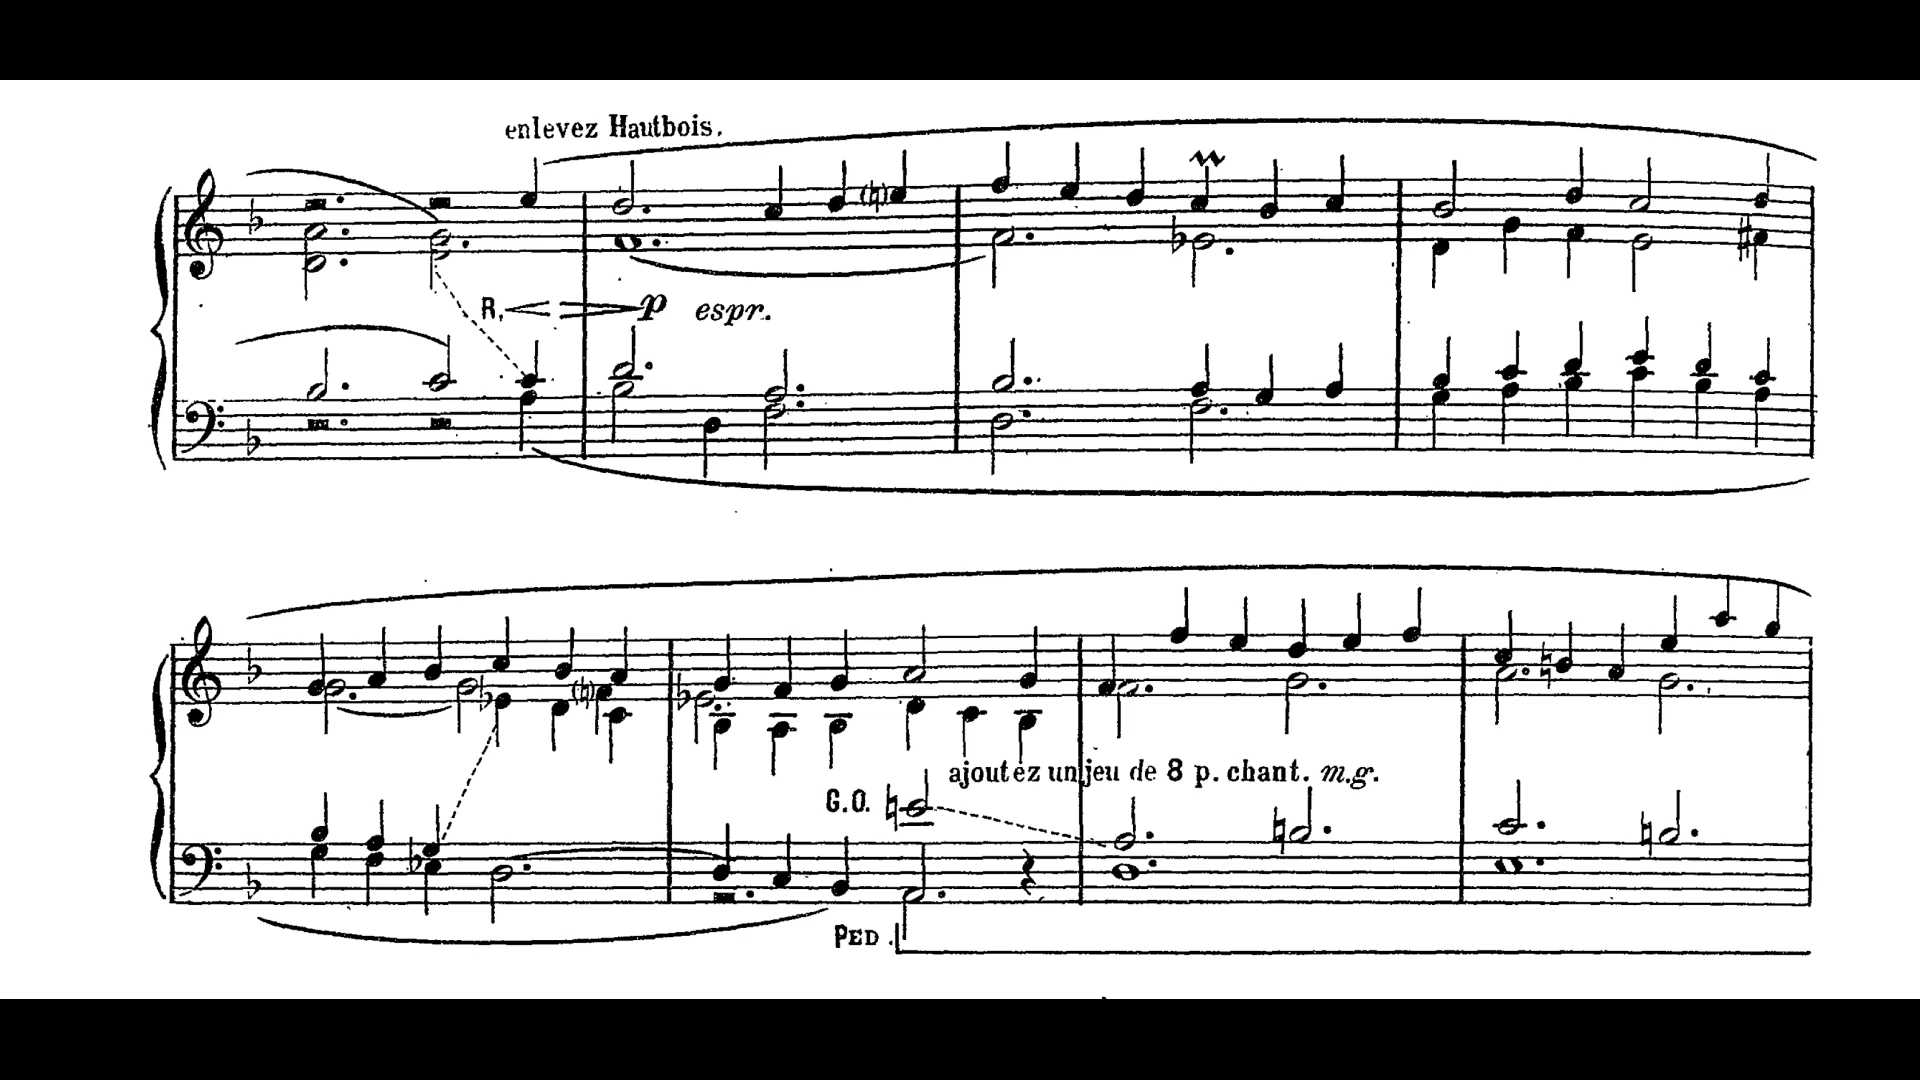 enlevez Hautbois.
R. p espr.
ajoutez un jeu de 8 p. chant. m.g.
G.O.
PED.